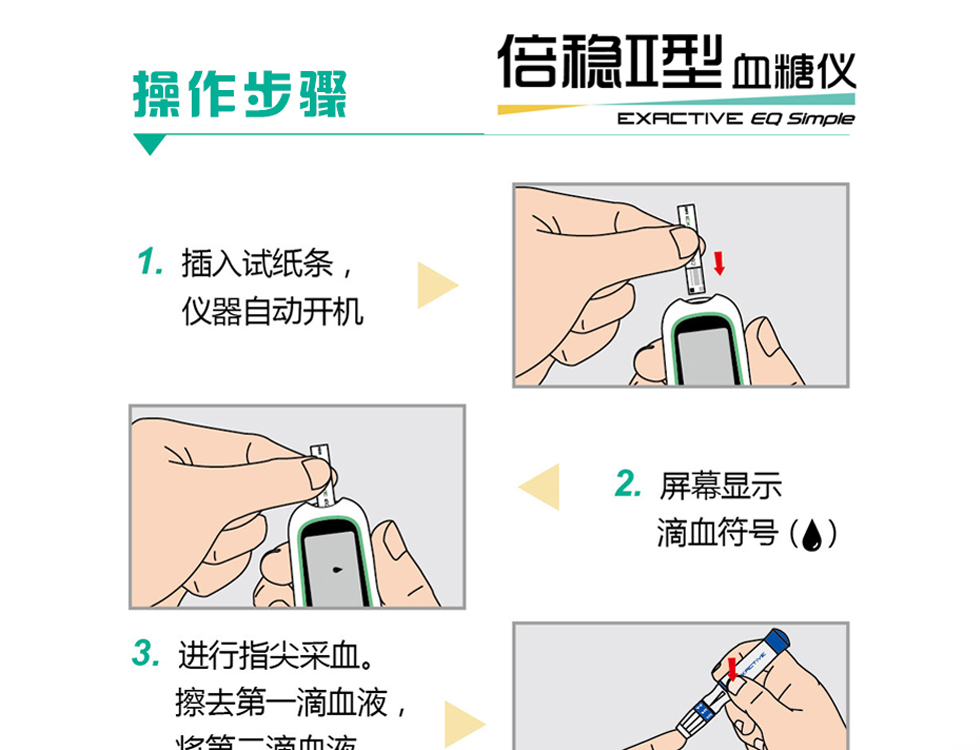 操作步骤
倍稳II型 血糖仪
EXACTIVE EQ Simple
1. 插入试纸条，
仪器自动开机
2. 屏幕显示
滴血符号（）
3. 进行指尖采血。
擦去第一滴血液，
将第二滴血液
EXACTIVE